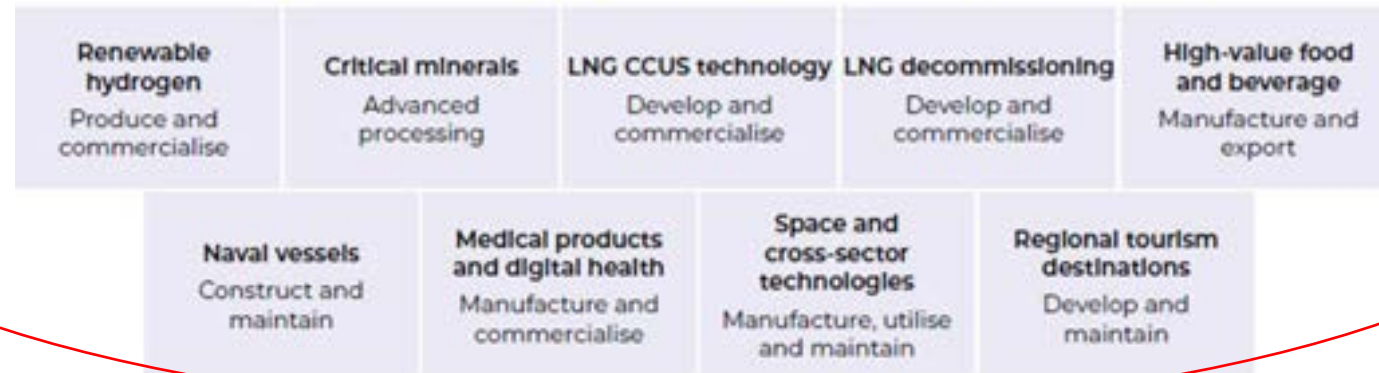 Renewable
hydrogen
Produce and
commercialise
Critical minerals
Advanced
processing
LNG CCUS technology
Develop and
commercialise
LNG decommissioning
Develop and
commercialise
High-value food
and beverage
Manufacture and
export
Naval vessels
Construct and
maintain
Medical products
and digital health
Manufacture and
commercialise
Space and
cross-sector
technologies
Manufacture, utilise
and maintain
Regional tourism
destinations
Develop and
maintain